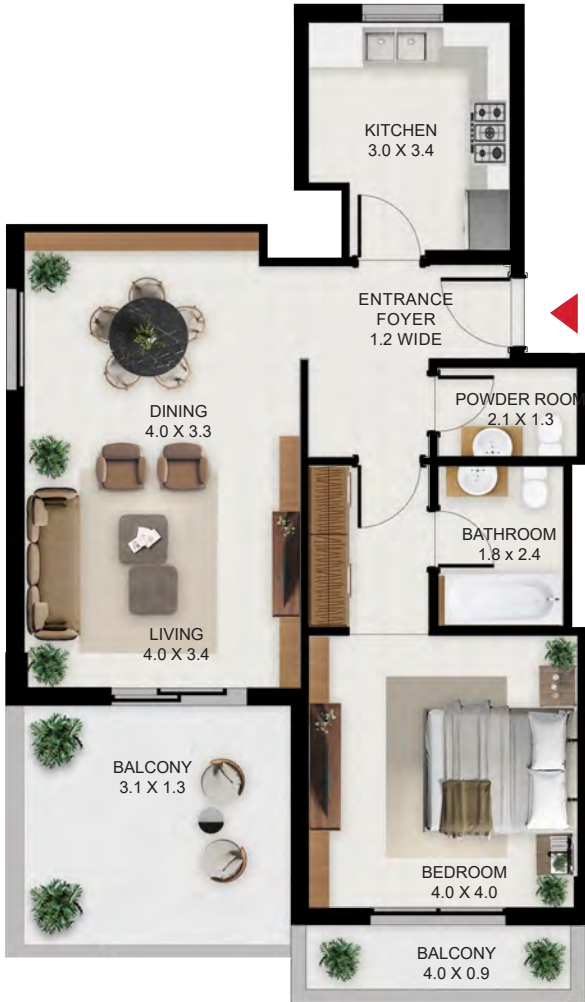 KITCHEN
3.0 X 3.4
ENTRANCE
FOYER
1.2 WIDE
POWDER ROOM
2.1 X 1.3
DINING
4.0 X 3.3
BATHROOM
1.8 x 2.4
LIVING
4.0 X 3.4
BALCONY
3.1 X 1.3
BEDROOM
4.0 X 4.0
BALCONY
4.0 X 0.9